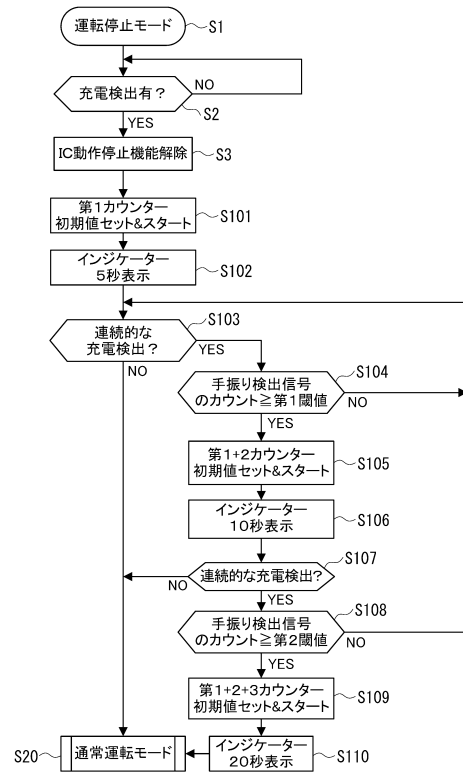 運転停止モード S1
充電検出有？ NO
S2
YES
IC動作停止機能解除 S3
第1カウンター
初期値セット&スタート S101
インジケーター
5秒表示 S102
連続的な
充電検出？ S103
YES
NO
手振り検出信号
のカウント≧第1閾値 S104
NO
YES
第1+2カウンター
初期値セット&スタート S105
インジケーター
10秒表示 S106
連続的な充電検出？ S107
NO
YES
手振り検出信号
のカウント≧第2閾値 S108
NO
YES
第1+2+3カウンター
初期値セット&スタート S109
S20 通常運転モード
インジケーター
20秒表示 S110